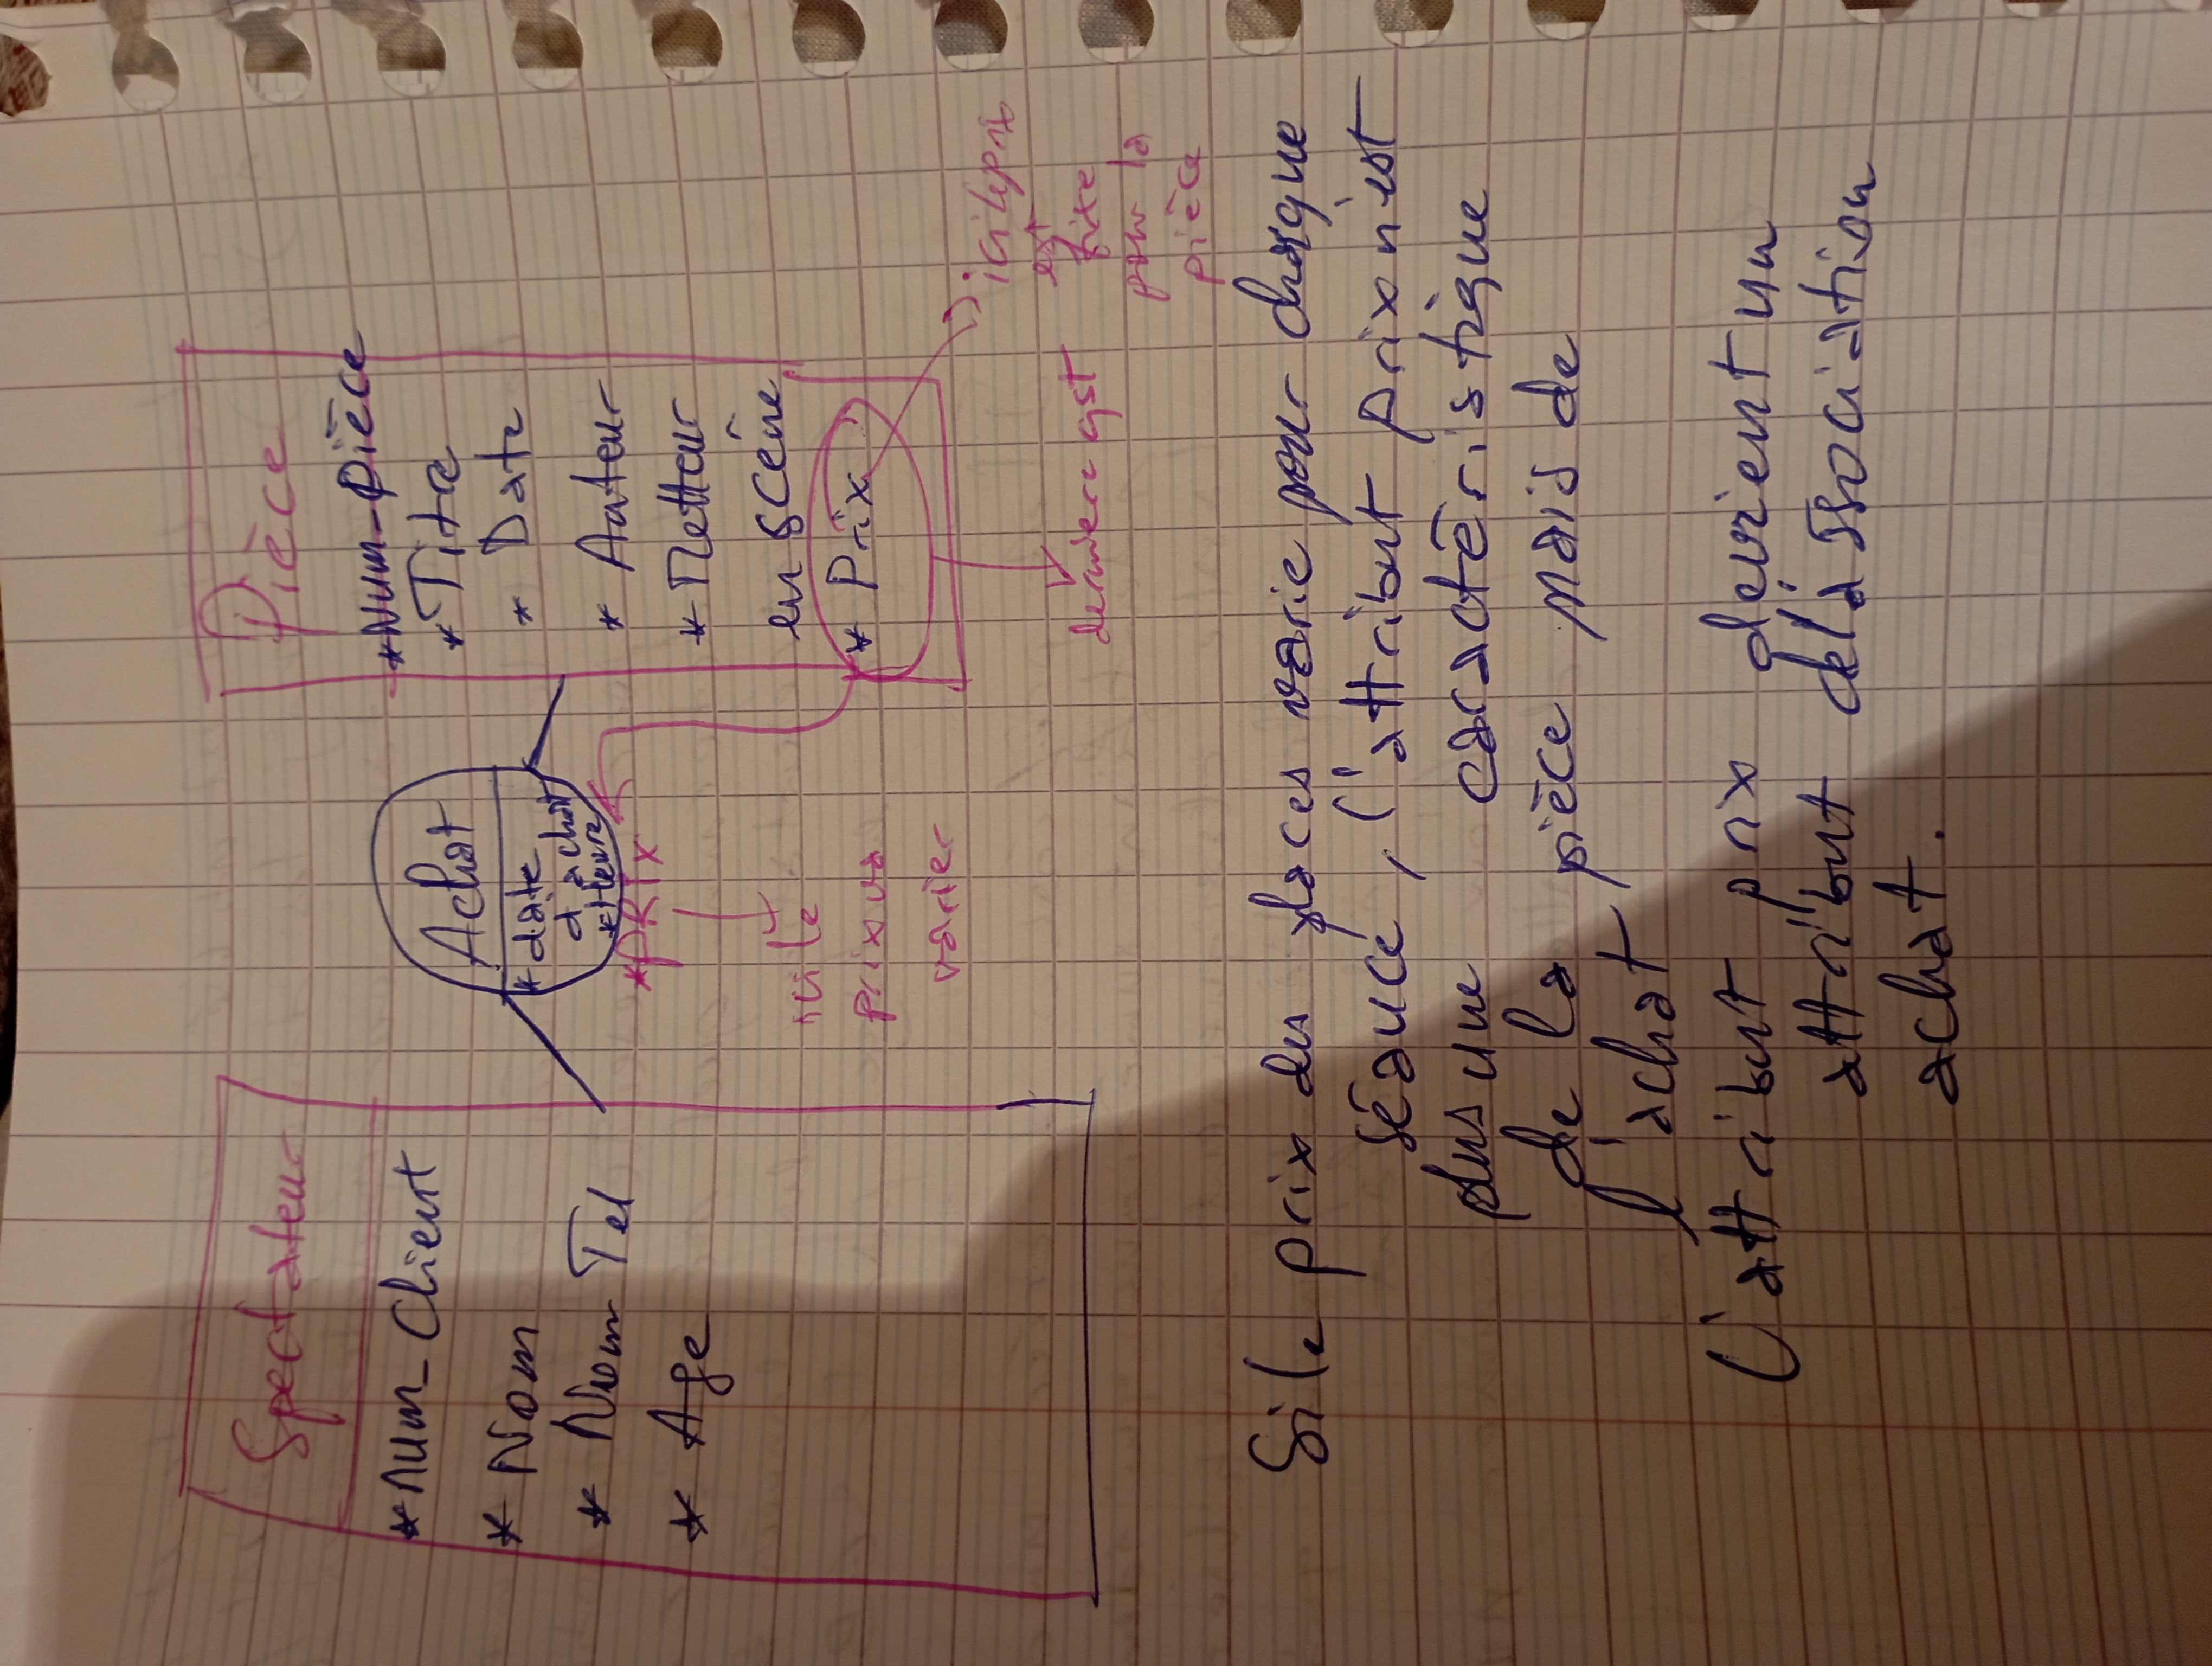 Spectateur
*Num_Client
* Nom
* Num Tel
* Age
Achat
* date
d'achat
* Heure
* PRIX
si le
prix va
varier
Pièce
*Num_Pièce
*Titre
* Date
* Auteur
* Metteur
en scène
* Prix
ici le prix
est fixe
pour la
pièce
Si le prix des places varie pour chaque
séance, l'attribut prix n'est
plus une caractéristique
de la pièce mais de
l'achat
L'attribut prix devient un
attribut de l'association
achat.